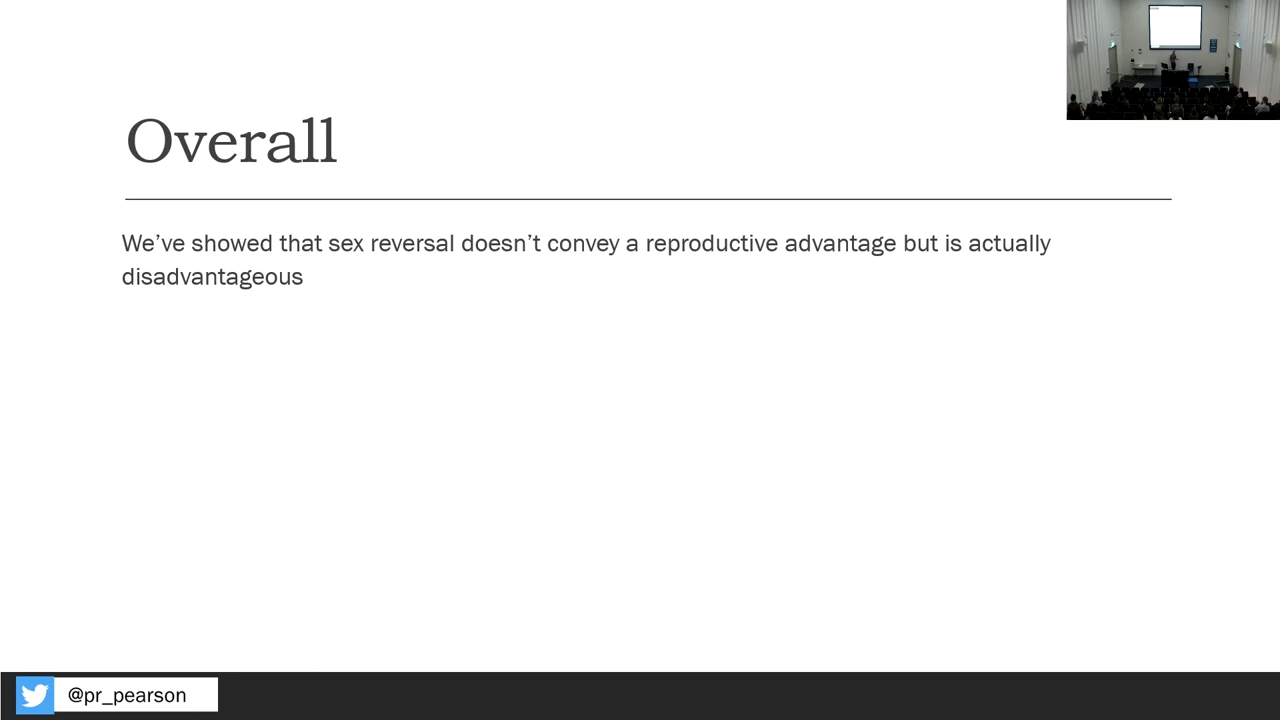 Overall
We've showed that sex reversal doesn't convey a reproductive advantage but is actually
disadvantageous
@pr_pearson